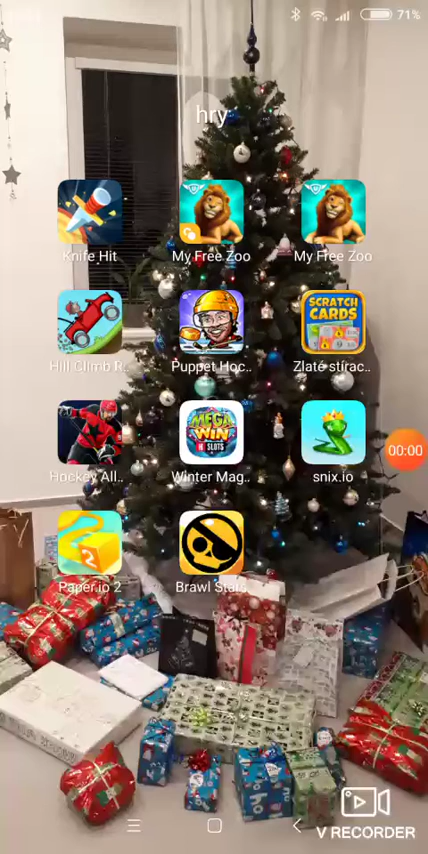 71%
hry
Knife Hit
My Free Zoo
My Free Zoo
Hill Climb R..
Puppet Hoc..
SCRATCH
CARDS
Zlaté stírac..
Hockey All..
MEGA
WIN
SLOTS
Winter Mag..
snix.io
00:00
2
Paper.io 2
Brawl Stars
V RECORDER